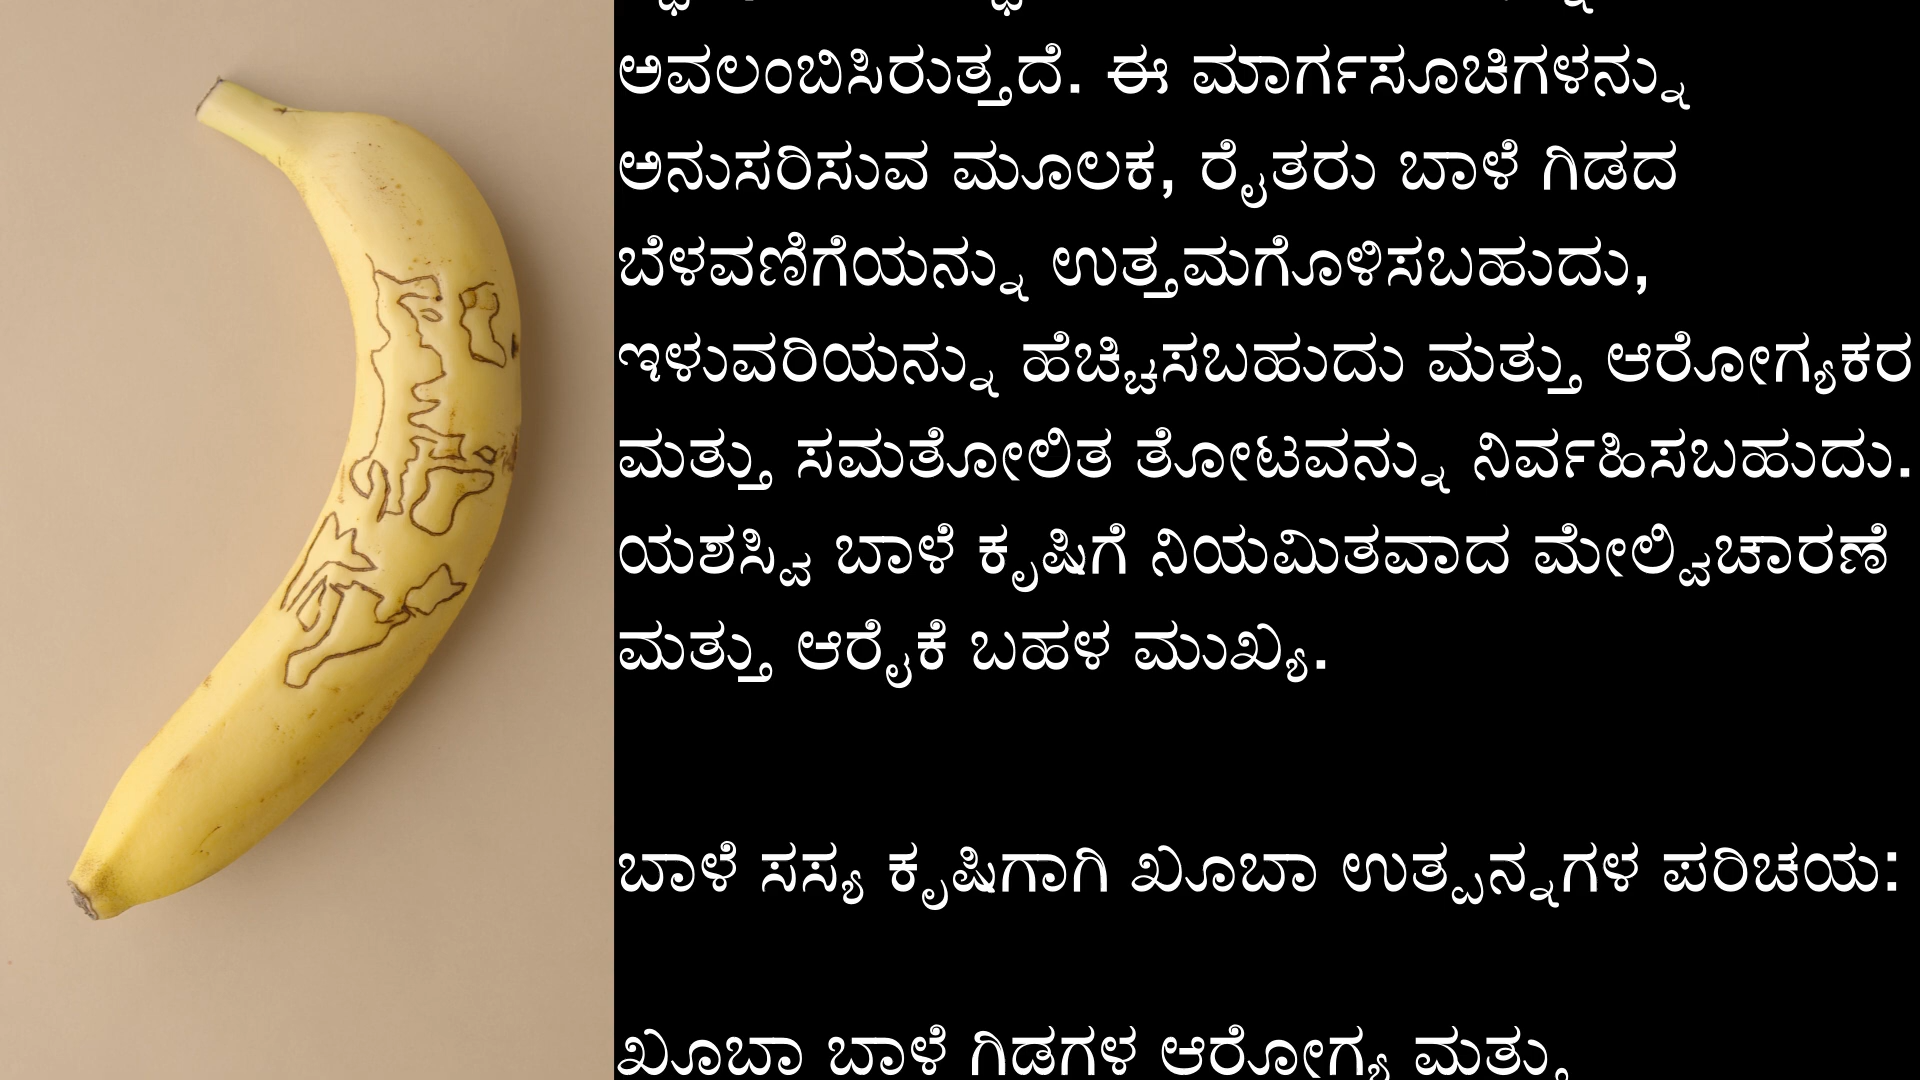 ಅವಲಂಬಿಸಿರುತ್ತದೆ. ಈ ಮಾರ್ಗಸೂಚಿಗಳನ್ನು
ಅನುಸರಿಸುವ ಮೂಲಕ, ರೈತರು ಬಾಳೆ ಗಿಡದ
ಬೆಳವಣಿಗೆಯನ್ನು ಉತ್ತಮಗೊಳಿಸಬಹುದು,
ಇಳುವರಿಯನ್ನು ಹೆಚ್ಚಿಸಬಹುದು ಮತ್ತು ಆರೋಗ್ಯಕರ
ಮತ್ತು ಸಮತೋಲಿತ ತೋಟವನ್ನು ನಿರ್ವಹಿಸಬಹುದು.
ಯಶಸ್ವಿ ಬಾಳೆ ಕೃಷಿಗೆ ನಿಯಮಿತವಾದ ಮೇಲ್ವಿಚಾರಣೆ
ಮತ್ತು ಆರೈಕೆ ಬಹಳ ಮುಖ್ಯ.
ಬಾಳೆ ಸಸ್ಯ ಕೃಷಿಗಾಗಿ ಖೂಬಾ ಉತ್ಪನ್ನಗಳ ಪರಿಚಯ:
ಖೂಬಾ ಬಾಳೆ ಗಿಡಗಳ ಆರೋಗ್ಯ ಮತ್ತು